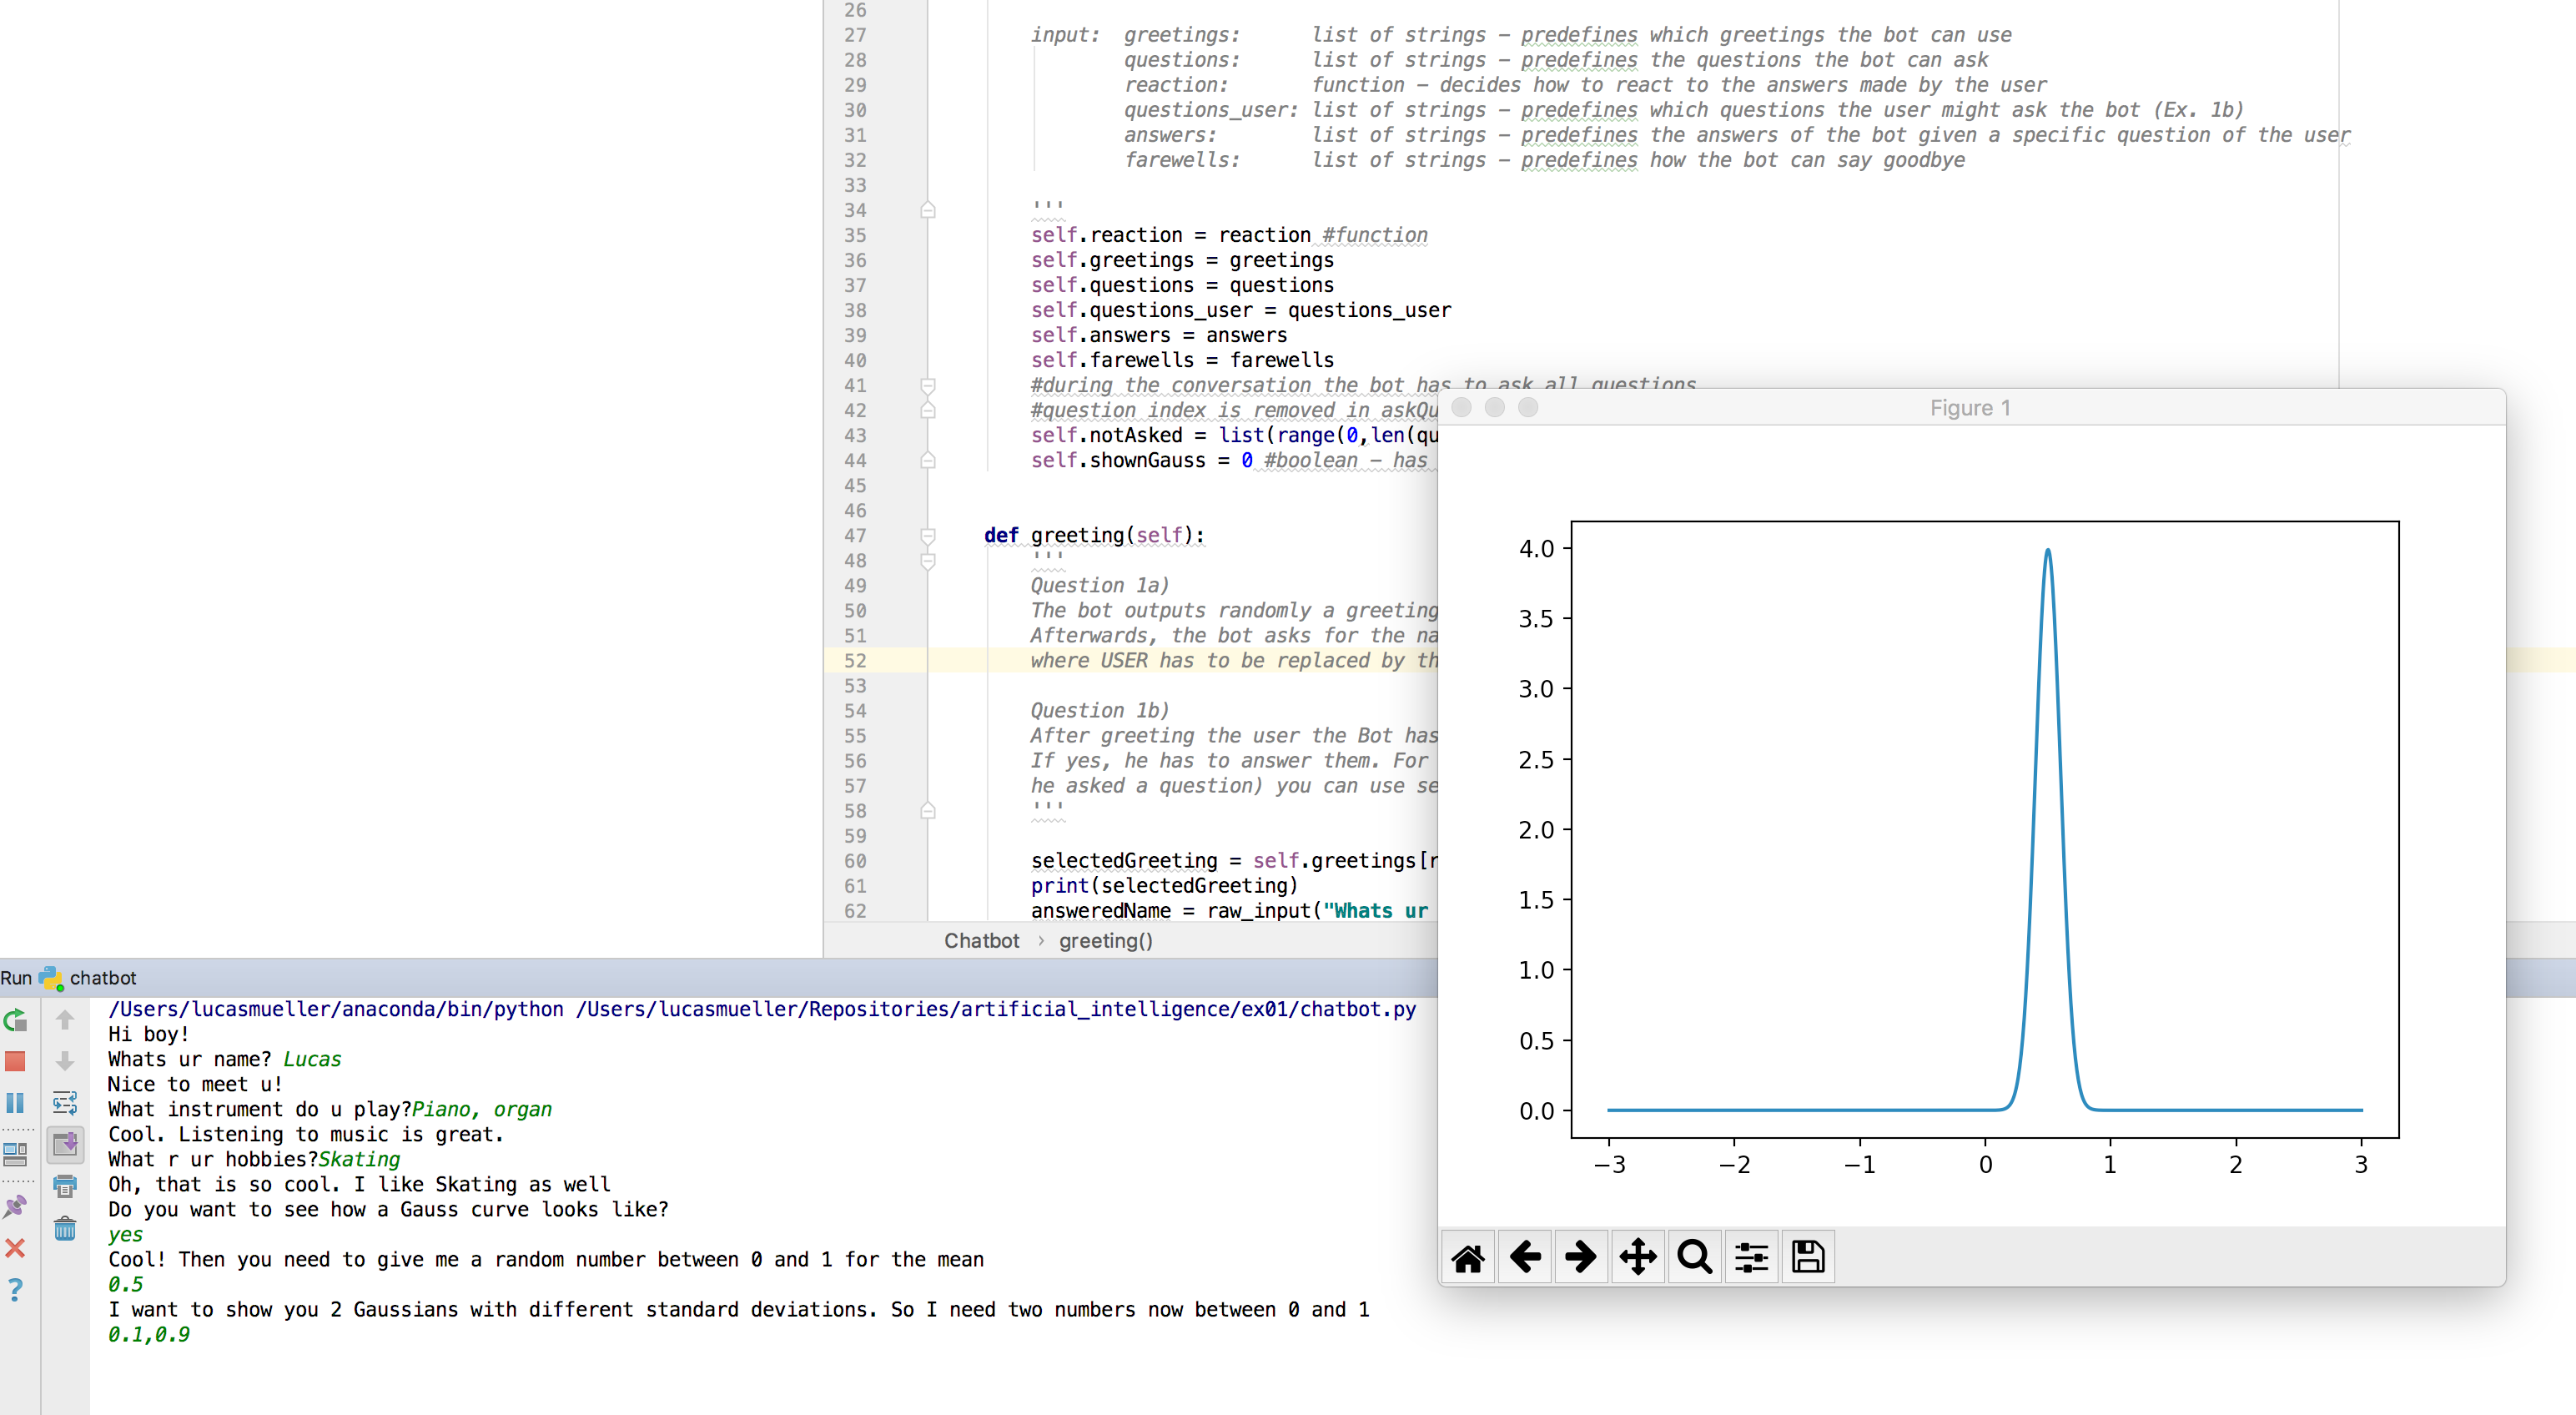 26
27 input: greetings: list of strings – predefines which greetings the bot can use
28 questions: list of strings – predefines the questions the bot can ask
29 reaction: function – decides how to react to the answers made by the user
30 questions_user: list of strings – predefines which questions the user might ask the bot (Ex. 1b)
31 answers: list of strings – predefines the answers of the bot given a specific question of the user
32 farewells: list of strings – predefines how the bot can say goodbye
33
34 '''
35 self.reaction = reaction #function
36 self.greetings = greetings
37 self.questions = questions
38 self.questions_user = questions_user
39 self.answers = answers
40 self.farewells = farewells
41 #during the conversation the bot has to ask all questions
42 #question index is removed in askQu
43 self.notAsked = list(range(0,len(qu
44 self.shownGauss = 0 #boolean – has
45
46
47 def greeting(self):
48 '''
49 Question 1a)
50 The bot outputs randomly a greeting
51 Afterwards, the bot asks for the na
52 where USER has to be replaced by th
53
54 Question 1b)
55 After greeting the user the Bot has
56 If yes, he has to answer them. For
57 he asked a question) you can use se
58 '''
59
60 selectedGreeting = self.greetings[r
61 print(selectedGreeting)
62 answeredName = raw_input("Whats ur
Chatbot › greeting()
Figure 1
4.0
3.5
3.0
2.5
2.0
1.5
1.0
0.5
0.0
−3 −2 −1 0 1 2 3
Run chatbot
/Users/lucasmueller/anaconda/bin/python /Users/lucasmueller/Repositories/artificial_intelligence/ex01/chatbot.py
Hi boy!
Whats ur name? Lucas
Nice to meet u!
What instrument do u play?Piano, organ
Cool. Listening to music is great.
What r ur hobbies?Skating
Oh, that is so cool. I like Skating as well
Do you want to see how a Gauss curve looks like?
yes
Cool! Then you need to give me a random number between 0 and 1 for the mean
0.5
I want to show you 2 Gaussians with different standard deviations. So I need two numbers now between 0 and 1
0.1,0.9